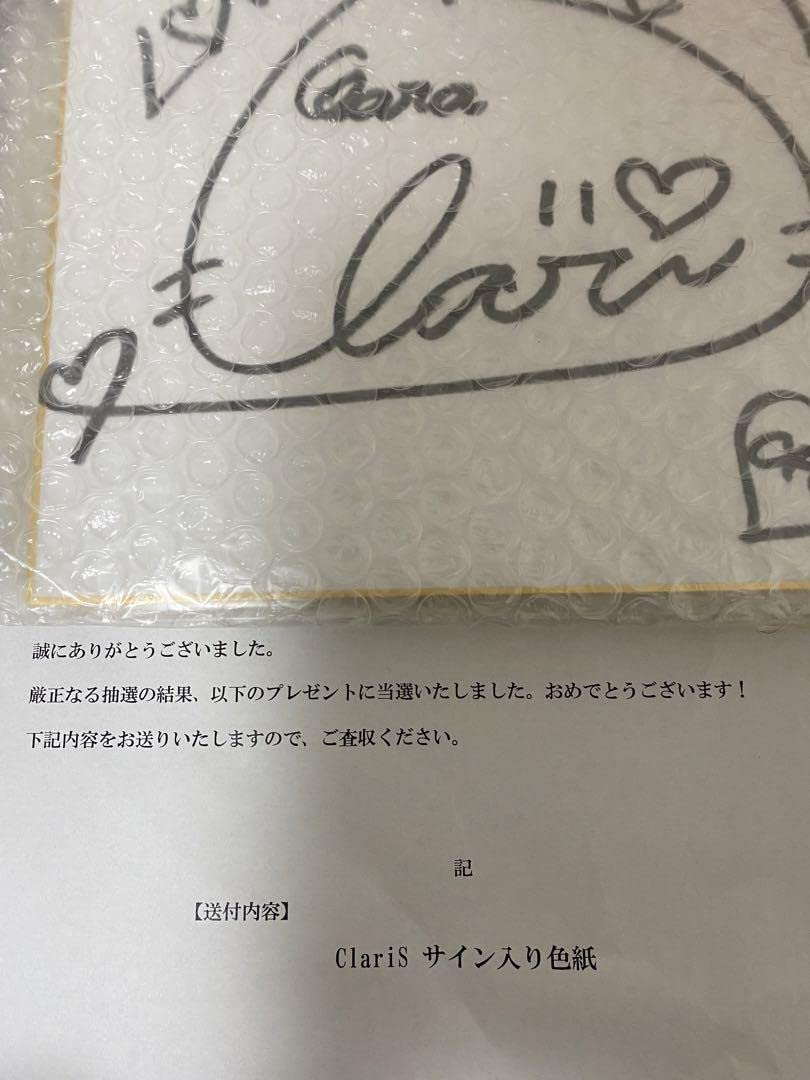 Clara
ClariS
誠にありがとうございました。
厳正なる抽選の結果、以下のプレゼントに当選いたしました。おめでとうございます！
下記内容をお送りいたしますので、ご査収ください。
記
【送付内容】
ClariS サイン入り色紙